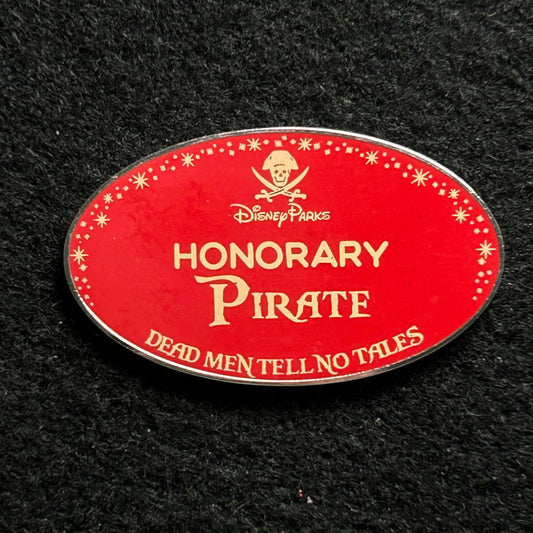 Disney Parks
HONORARY
PIRATE
DEAD MEN TELL NO TALES